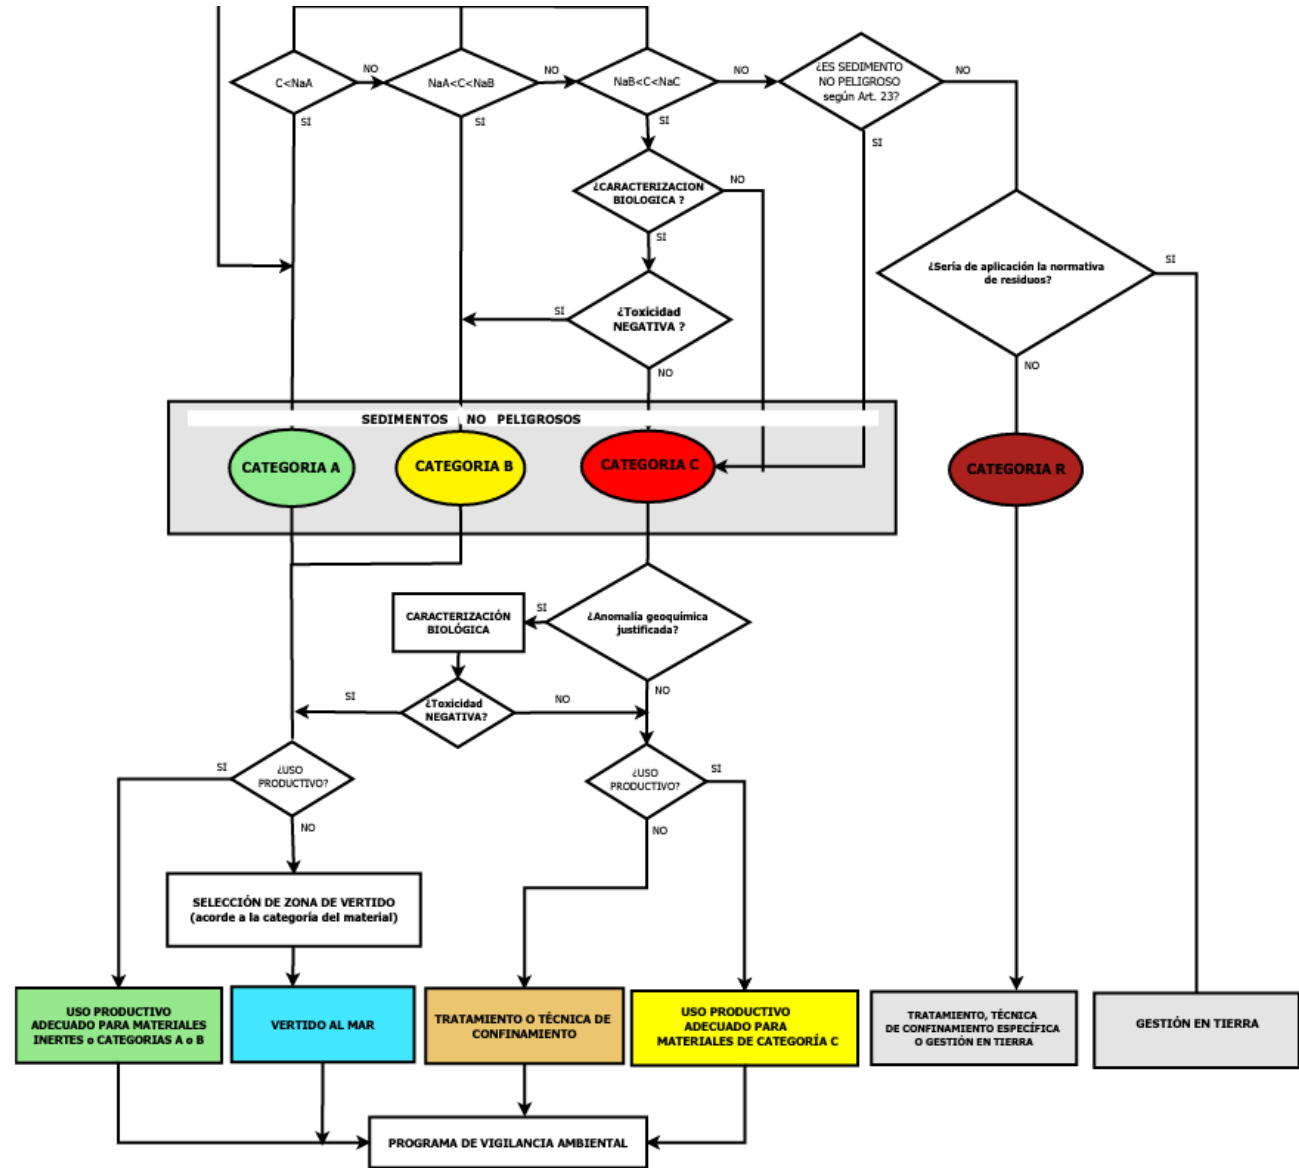 C<NaA
NO
NaA<C<NaB
NO
NaB<C<NaC
NO
¿ES SEDIMENTO
NO PELIGROSO
según Art. 23?
NO
SI
SI
SI
SI
¿CARACTERIZACION
BIOLOGICA ?
NO
SI
¿Sería de aplicación la normativa
de residuos?
SI
¿Toxicidad
NEGATIVA ?
SI
NO
NO
SEDIMENTOS NO PELIGROSOS
CATEGORIA A
CATEGORIA B
CATEGORIA C
CATEGORIA R
¿Anomalía geoquímica
justificada?
SI
NO
CARACTERIZACIÓN
BIOLÓGICA
¿Toxicidad
NEGATIVA?
SI
NO
¿USO
PRODUCTIVO?
SI
NO
¿USO
PRODUCTIVO?
SI
NO
SELECCIÓN DE ZONA DE VERTIDO
(acorde a la categoría del material)
USO PRODUCTIVO
ADECUADO PARA MATERIALES
INERTES o CATEGORIAS A o B
VERTIDO AL MAR
TRATAMIENTO O TÉCNICA DE
CONFINAMIENTO
USO PRODUCTIVO
ADECUADO PARA
MATERIALES DE CATEGORÍA C
TRATAMIENTO, TÉCNICA
DE CONFINAMIENTO ESPECÍFICA
O GESTIÓN EN TIERRA
GESTIÓN EN TIERRA
PROGRAMA DE VIGILANCIA AMBIENTAL